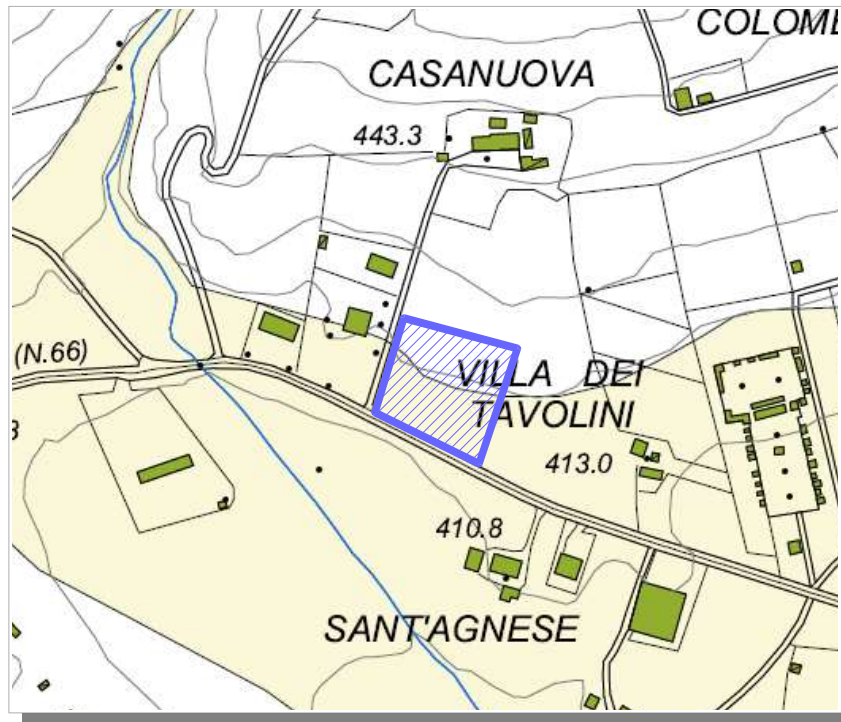 COLOMB
CASANUOVA
443.3
(N.66)
VILLA DEI
TAVOLINI
413.0
410.8
SANT'AGNESE